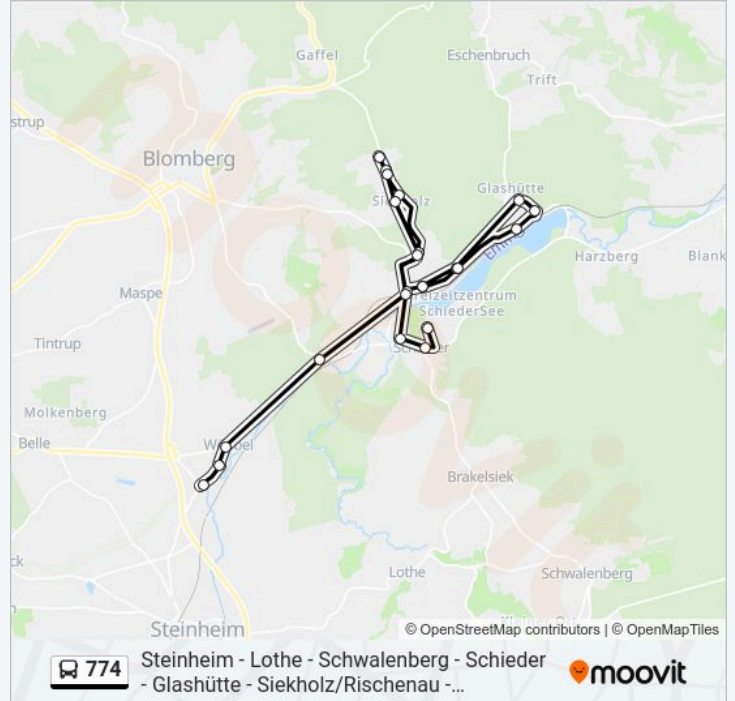 Gaffel
Eschenbruch
Trift
strup
Blomberg
Glashütte
Harzberg
Blank
Maspe
SchiederSee
Tintrup
Molkenberg
Belle
Brakelsiek
ck
Lothe
Schwalenberg
Steinheim
© OpenStreetMap contributors | © OpenMapTiles
774
Steinheim - Lothe - Schwalenberg - Schieder
- Glashütte - Siekholz/Rischenau -...
moovit